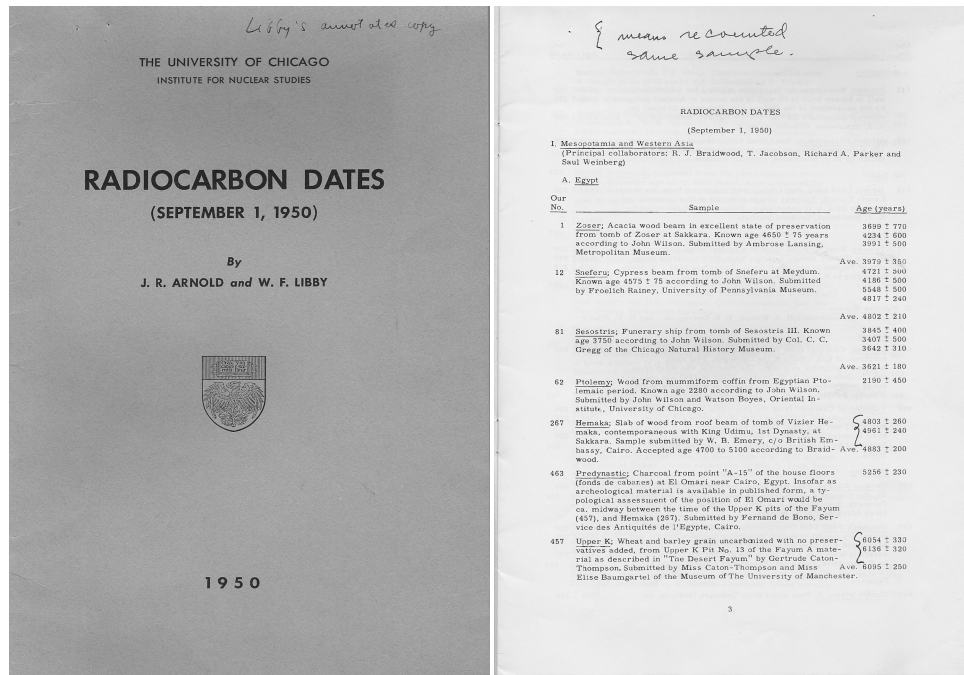 Libby's annotates copy
THE UNIVERSITY OF CHICAGO
INSTITUTE FOR NUCLEAR STUDIES
RADIOCARBON DATES
(SEPTEMBER 1, 1950)
By
J. R. ARNOLD and W. F. LIBBY
1950
{ means recounted
same sample.
RADIOCARBON DATES
(September 1, 1950)
I. Mesopotamia and Western Asia
(Principal collaborators: R. J. Braidwood, T. Jacobson, Richard A. Parker and
Saul Weinberg)
A. Egypt
Our
No. Sample Age (years)
1 Zoser; Acacia wood beam in excellent state of preservation 3699 ± 770
from tomb of Zoser at Sakkara. Known age 4650 ± 75 years 4234 ± 600
according to John Wilson. Submitted by Ambrose Lansing, 3991 ± 500
Metropolitan Museum.
Ave. 3979 ± 350
12 Sneferu; Cypress beam from tomb of Sneferu at Meydum. 4721 ± 500
Known age 4575 ± 75 according to John Wilson. Submitted 4186 ± 500
by Froelich Rainey, University of Pennsylvania Museum. 5548 ± 500
4817 ± 240
Ave. 4802 ± 210
81 Sesostris; Funerary ship from tomb of Sesostris III. Known 3845 ± 400
age 3750 according to John Wilson. Submitted by Col. C. C. 3407 ± 500
Gregg of the Chicago Natural History Museum. 3642 ± 310
Ave. 3621 ± 180
62 Ptolemy; Wood from mummiform coffin from Egyptian Pto- 2190 ± 450
lemaic period. Known age 2280 according to John Wilson.
Submitted by John Wilson and Watson Boyes, Oriental In-
stitute, University of Chicago.
267 Hemaka; Slab of wood from roof beam of tomb of Vizier He- { 4803 ± 260
maka, contemporaneous with King Udimu, 1st Dynasty, at 4961 ± 240
Sakkara. Sample submitted by W. B. Emery, c/o British Em-
bassy, Cairo. Accepted age 4700 to 5100 according to Braid- Ave. 4883 ± 200
wood.
463 Predynastic; Charcoal from point "A-15" of the house floors 5256 ± 230
(fonds de cabanes) at El Omari near Cairo, Egypt. Insofar as
archeological material is available in published form, a ty-
pological assessment of the position of El Omari would be
ca. midway between the time of the Upper K pits of the Fayum
(457), and Hemaka (267). Submitted by Fernand de Bono, Ser-
vice des Antiquités de l'Egypte, Cairo.
457 Upper K; Wheat and barley grain uncarbonized with no preser- { 6054 ± 330
vatives added, from Upper K Pit No. 13 of the Fayum A mate- 6136 ± 320
rial as described in "The Desert Fayum" by Gertrude Caton-
Thompson. Submitted by Miss Caton-Thompson and Miss Ave. 6095 ± 250
Elise Baumgartel of the Museum of The University of Manchester.
3